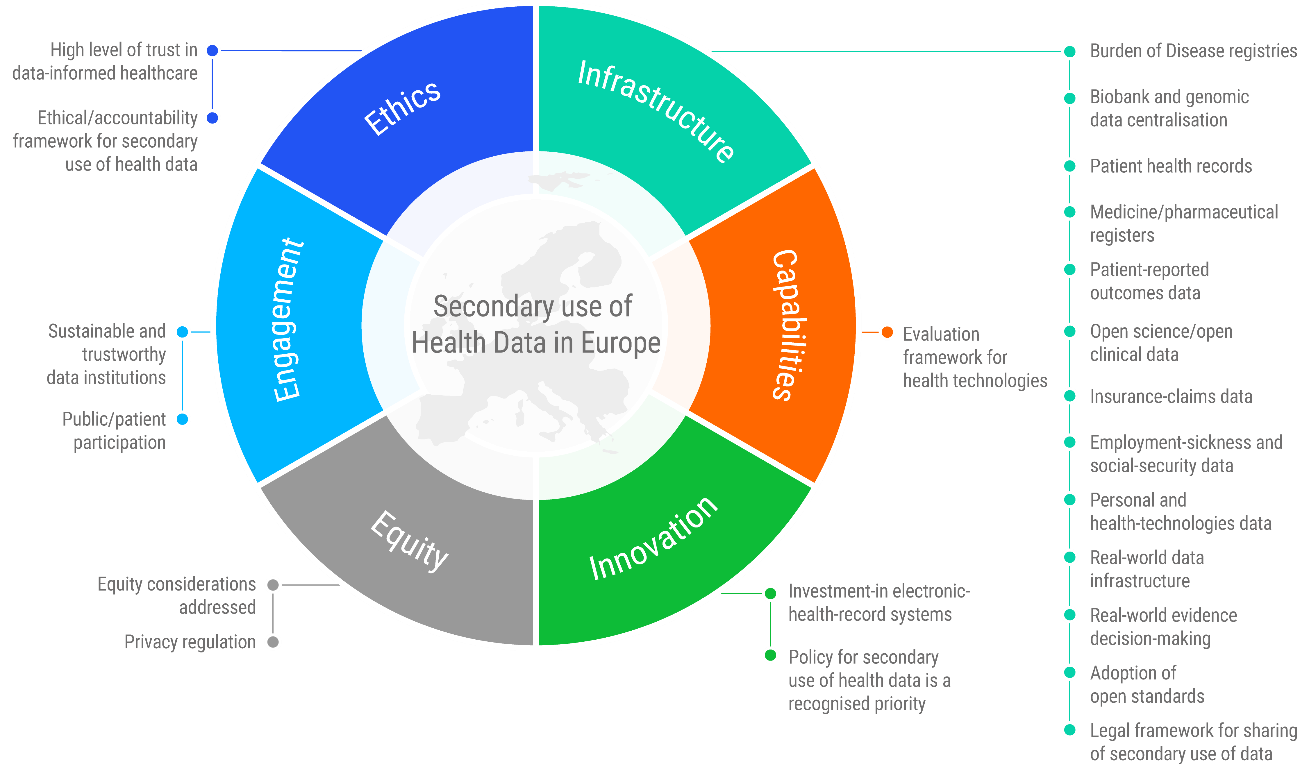 Ethics
High level of trust in
data-informed healthcare
Ethical/accountability
framework for secondary
use of health data
Infrastructure
Burden of Disease registries
Biobank and genomic
data centralisation
Patient health records
Medicine/pharmaceutical
registers
Patient-reported
outcomes data
Open science/open
clinical data
Insurance-claims data
Employment-sickness and
social-security data
Personal and
health-technologies data
Real-world data
infrastructure
Real-world evidence
decision-making
Adoption of
open standards
Legal framework for sharing
of secondary use of data
Engagement
Sustainable and
trustworthy
data institutions
Public/patient
participation
Secondary use of
Health Data in Europe
Capabilities
Evaluation
framework for
health technologies
Equity
Equity considerations
addressed
Privacy regulation
Innovation
Investment-in electronic-
health-record systems
Policy for secondary
use of health data is a
recognised priority